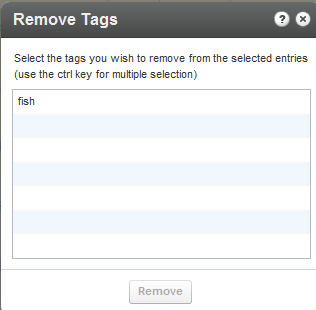 Remove Tags
?
Select the tags you wish to remove from the selected entries
(use the ctrl key for multiple selection)
fish
Remove